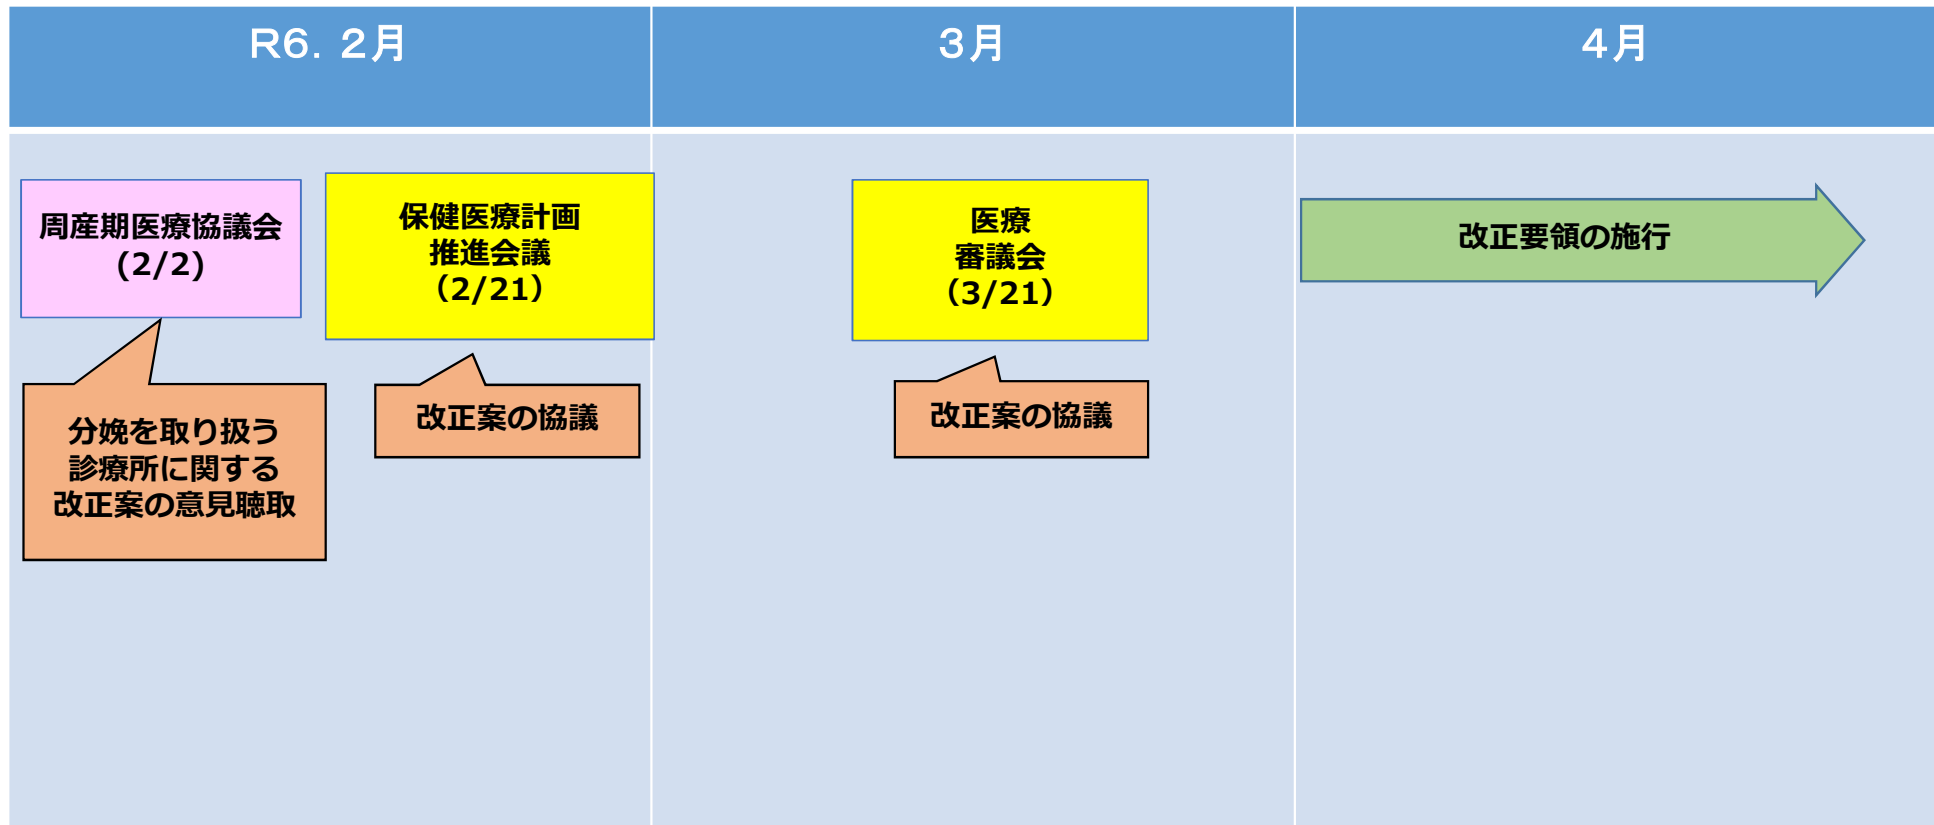 R6．２月
３月
４月
周産期医療協議会
(2/2)
保健医療計画
推進会議
（2/21）
医療
審議会
（3/21）
改正要領の施行
分娩を取り扱う
診療所に関する
改正案の意見聴取
改正案の協議
改正案の協議